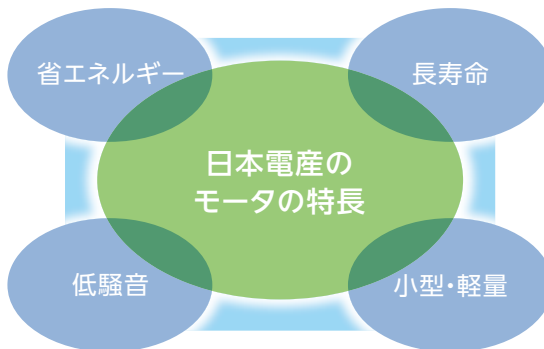 省エネルギー
長寿命
日本電産の
モータの特長
低騒音
小型・軽量